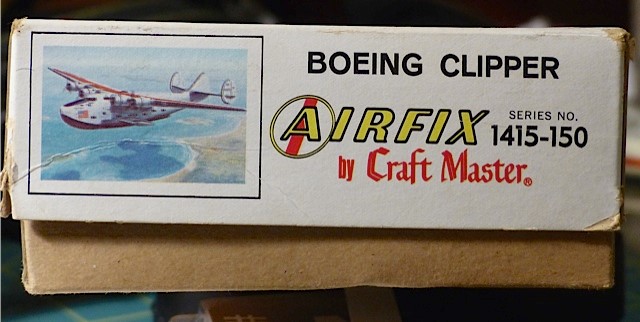 BOEING CLIPPER
AIRFIX
SERIES NO.
1415-150
by Craft Master®